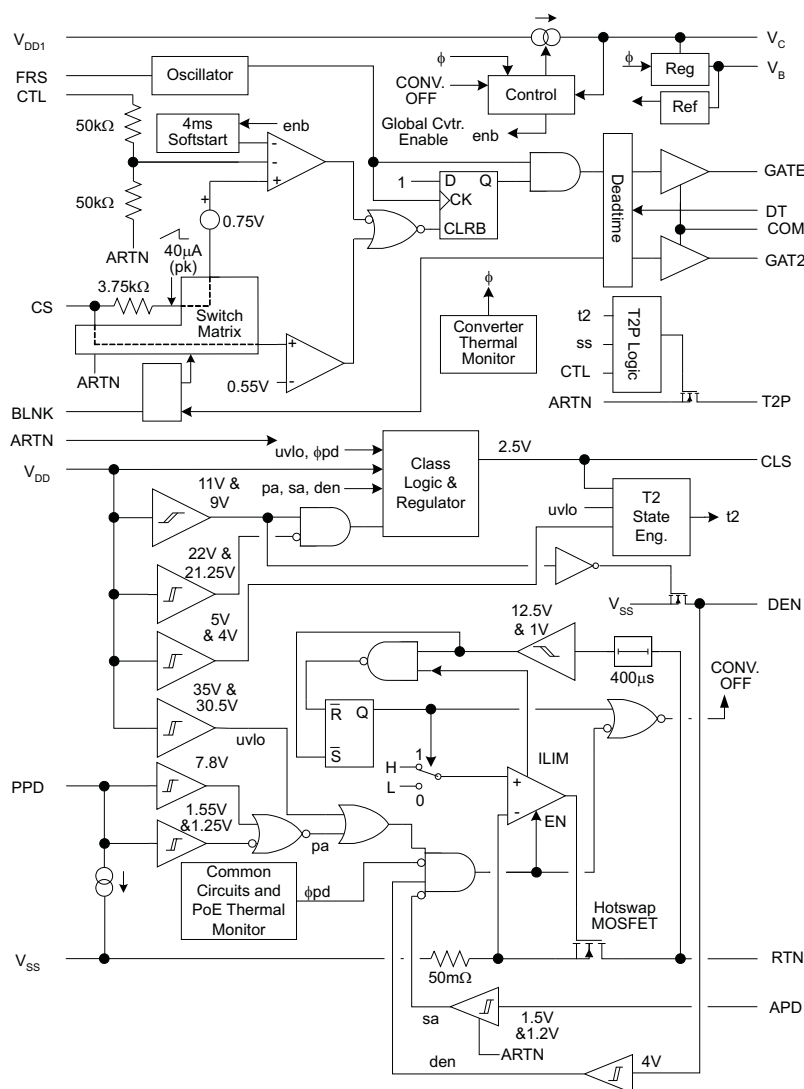 V_DD1
V_C
FRS
Oscillator
ϕ
ϕ
Reg
V_B
CTL
CONV.
OFF
Control
Ref
50kΩ
4ms
Softstart
enb
Global Cvtr.
Enable
enb
-
-
+
1
D
Q
CK
CLRB
GATE
50kΩ
+
0.75V
Deadtime
DT
COM
GAT2
ARTN
40μA
(pk)
3.75kΩ
CS
Switch
Matrix
ϕ
Converter
Thermal
Monitor
t2
ss
CTL
T2P Logic
+
-
ARTN
0.55V
BLNK
ARTN
T2P
ARTN
uvlo, ϕpd
V_DD
pa, sa, den
Class
Logic &
Regulator
2.5V
CLS
11V &
9V
uvlo
T2
State
Eng.
t2
22V &
21.25V
V_SS
DEN
5V
& 4V
12.5V
& 1V
400μs
CONV.
OFF
35V &
30.5V
uvlo
R
Q
S
1
H
L
0
ILIM
+
-
EN
PPD
7.8V
1.55V
&1.25V
pa
Common
Circuits and
PoE Thermal
Monitor
ϕpd
Hotswap
MOSFET
V_SS
50mΩ
RTN
sa
1.5V
&1.2V
APD
ARTN
den
4V